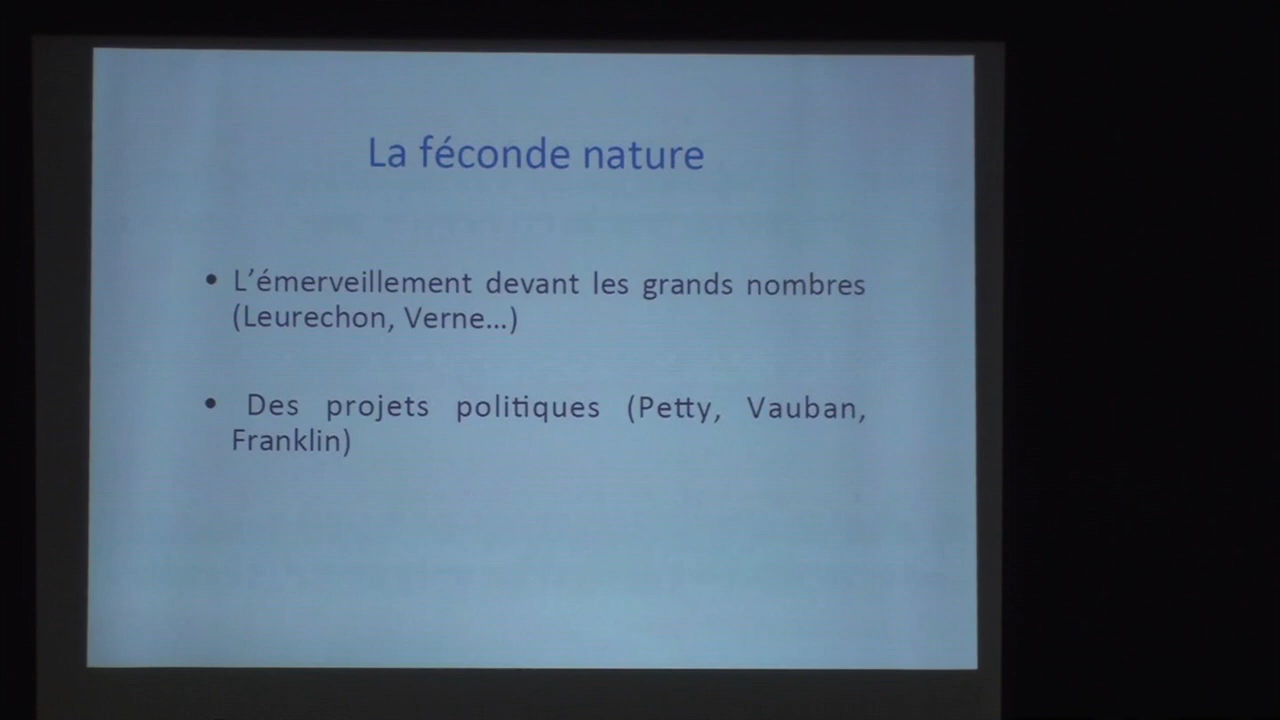 La féconde nature
• L’émerveillement devant les grands nombres
(Leurechon, Verne...)
• Des projets politiques (Petty, Vauban,
Franklin)